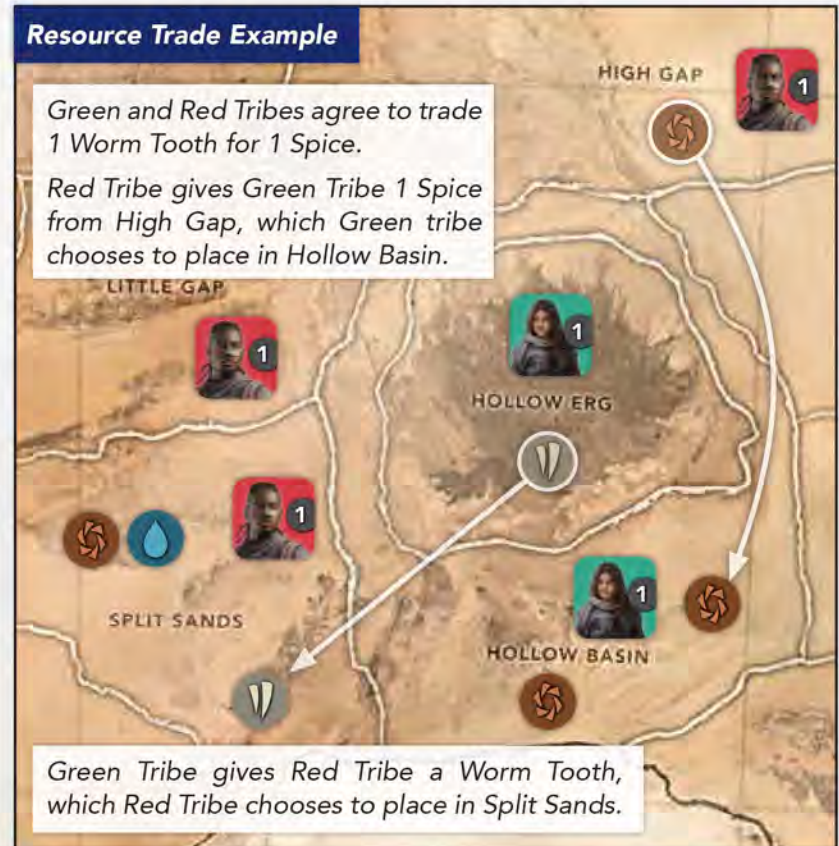 Resource Trade Example
HIGH GAP
1
Green and Red Tribes agree to trade
1 Worm Tooth for 1 Spice.
Red Tribe gives Green Tribe 1 Spice
from High Gap, which Green tribe
chooses to place in Hollow Basin.
LITTLE GAP
1
1
HOLLOW ERG
1
SPLIT SANDS
1
HOLLOW BASIN
Green Tribe gives Red Tribe a Worm Tooth,
which Red Tribe chooses to place in Split Sands.